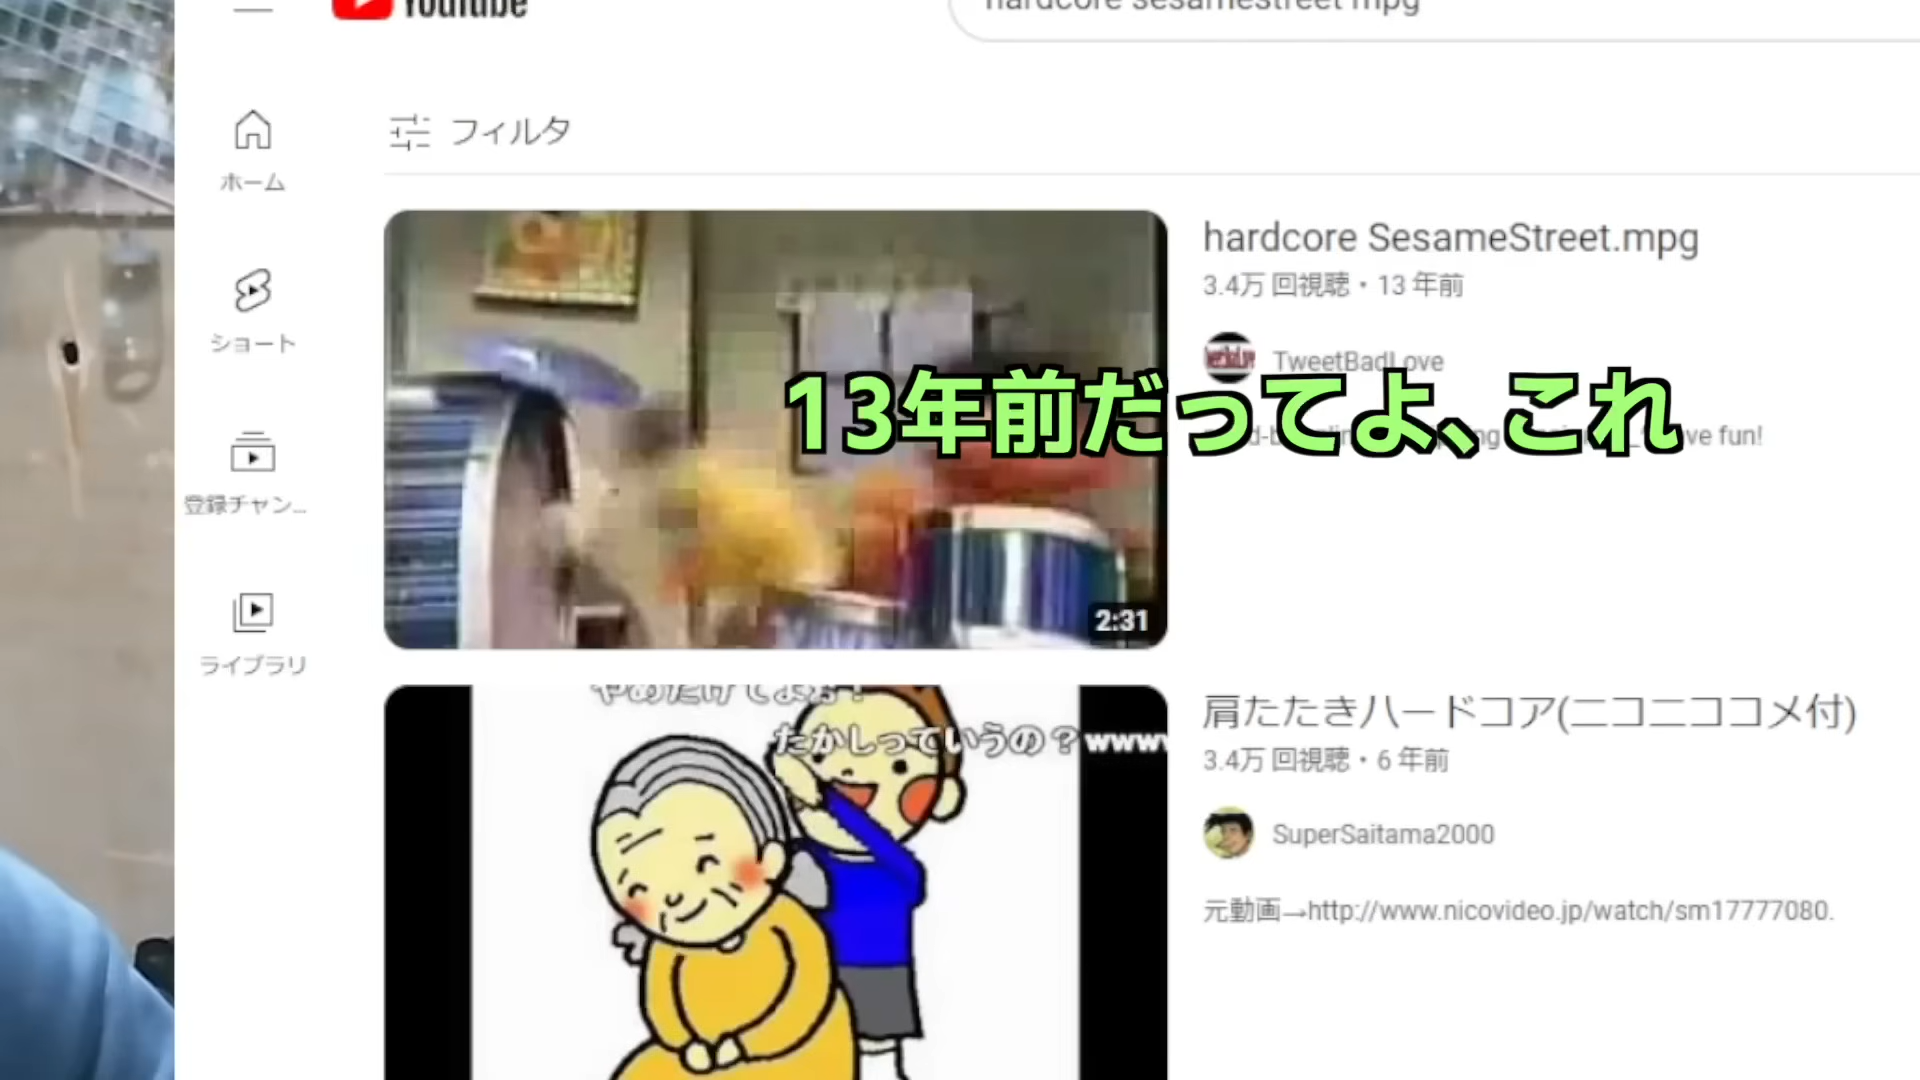 YouTube
hardcore sesamestreet mpg
フィルタ
ホーム
ショート
登録チャン...
ライブラリ
hardcore SesameStreet.mpg
3.4万 回視聴・13 年前
TweetBadLove
13年前だってよ、これ
ve fun!
2:31
たかしっていうの？www
肩たたきハードコア(ニコニココメ付)
3.4万 回視聴・6 年前
SuperSaitama2000
元動画→http://www.nicovideo.jp/watch/sm17777080.